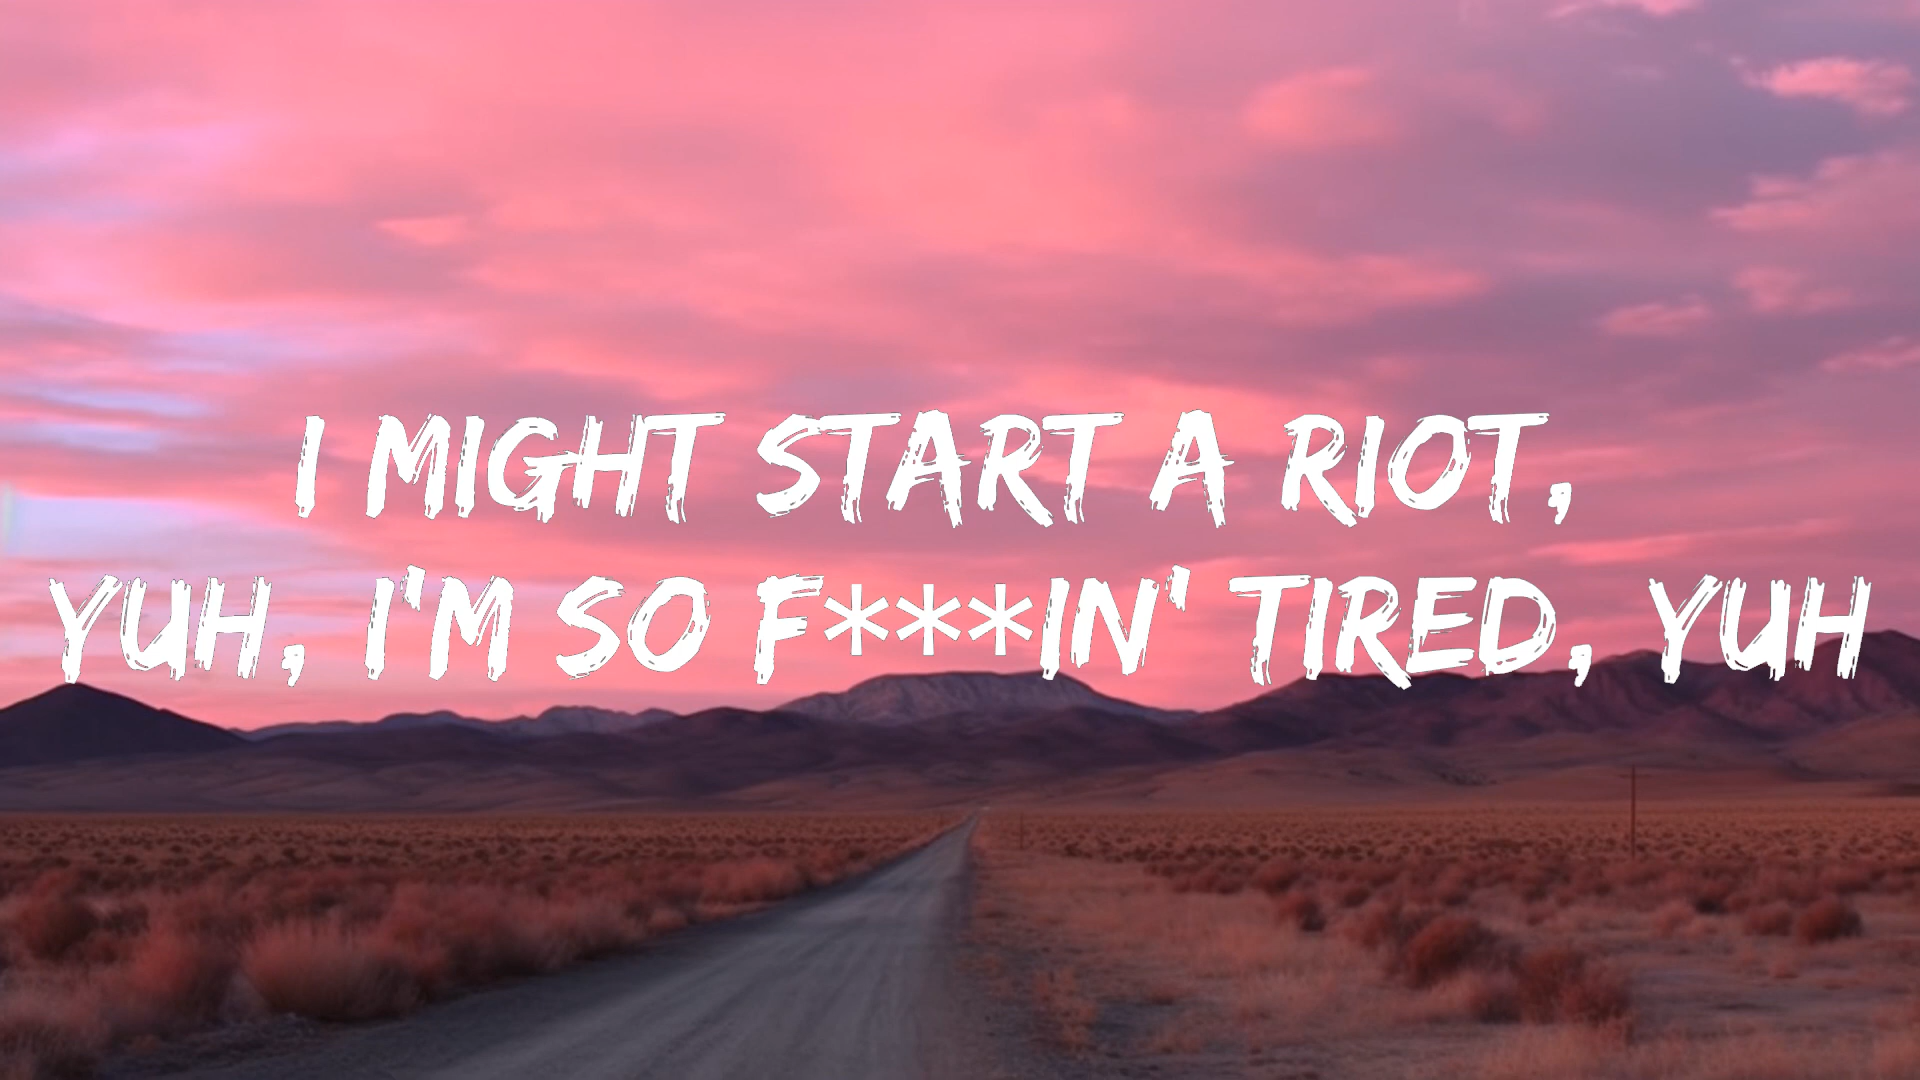 I MIGHT START A RIOT,
YUH, I'M SO F***IN' TIRED, YUH